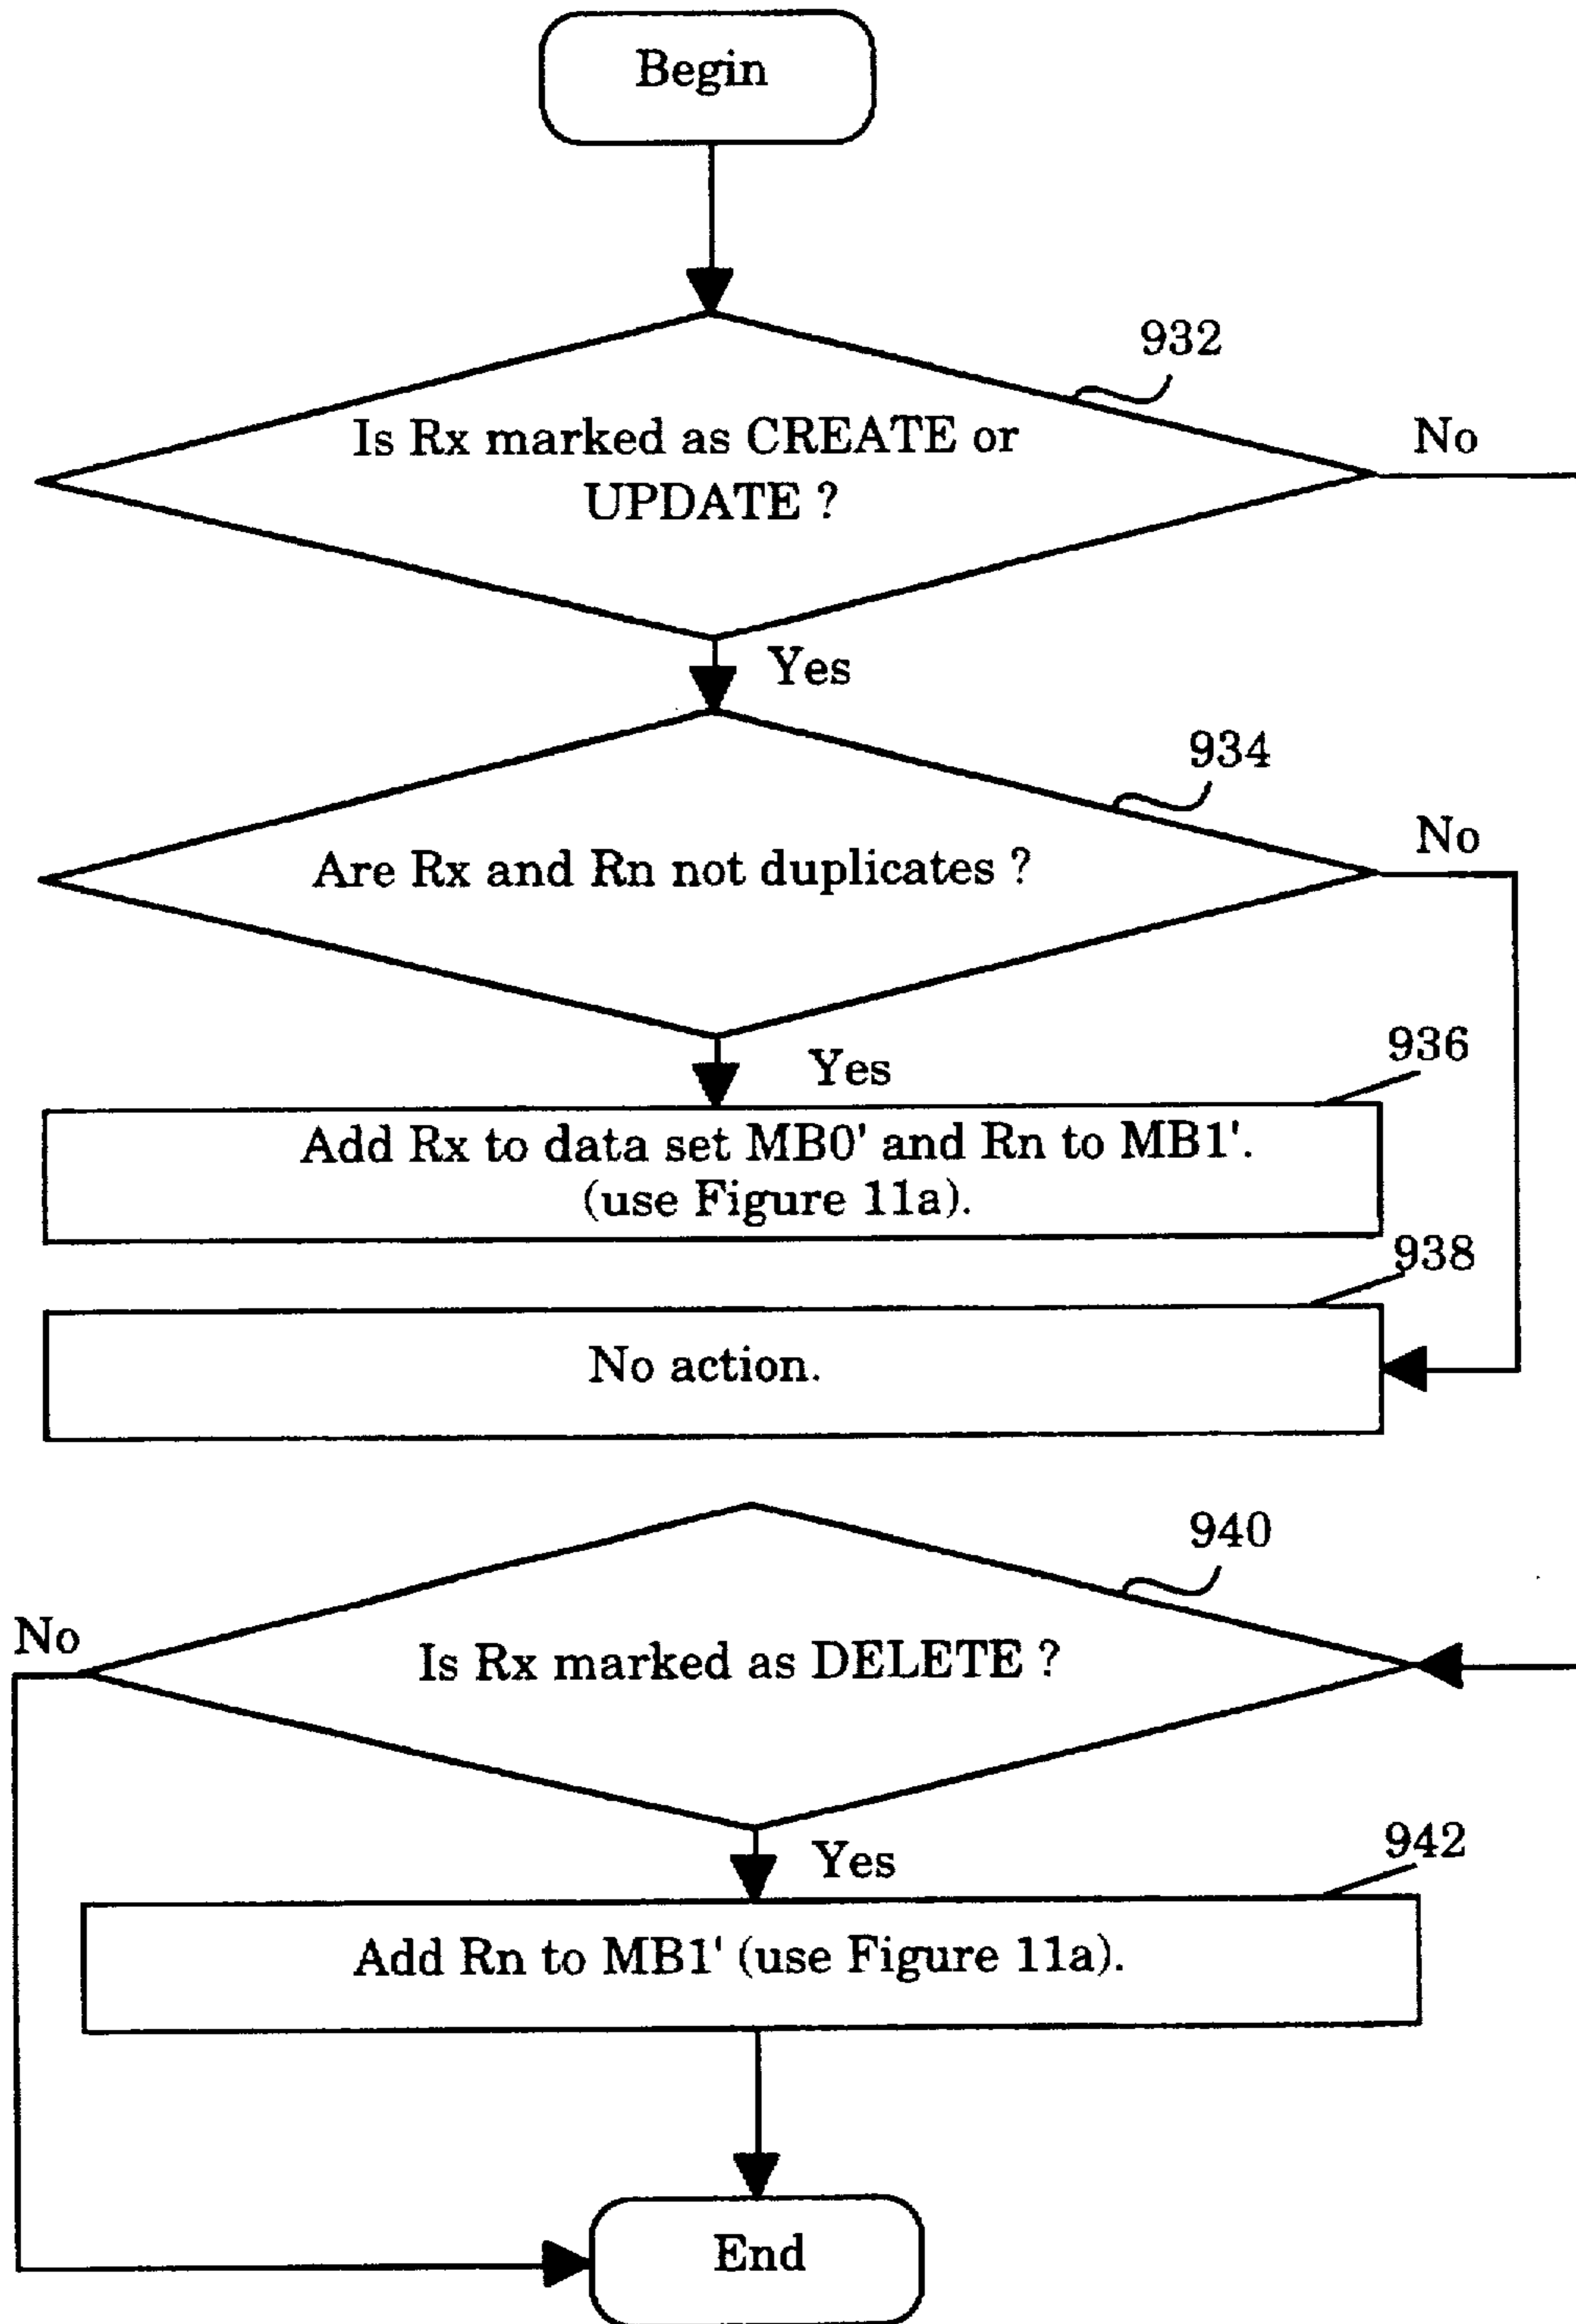 Begin
932
Is Rx marked as CREATE or
UPDATE ?
No
Yes
934
Are Rx and Rn not duplicates ?
No
Yes
936
Add Rx to data set MB0' and Rn to MB1'.
(use Figure 11a).
938
No action.
940
No
Is Rx marked as DELETE ?
Yes
942
Add Rn to MB1' (use Figure 11a).
End